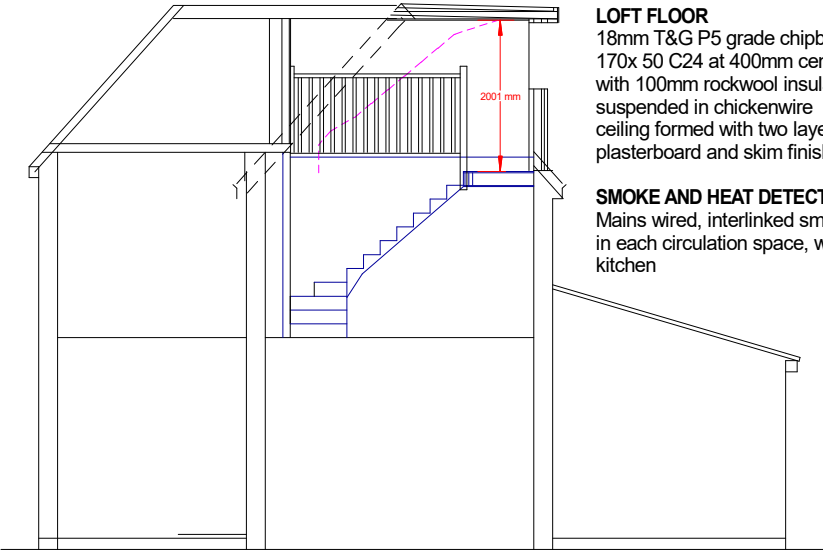 2001 mm
LOFT FLOOR
18mm T&G P5 grade chipb
170x 50 C24 at 400mm cen
with 100mm rockwool insul
suspended in chickenwire
ceiling formed with two laye
plasterboard and skim finish
SMOKE AND HEAT DETECT
Mains wired, interlinked sm
in each circulation space, w
kitchen